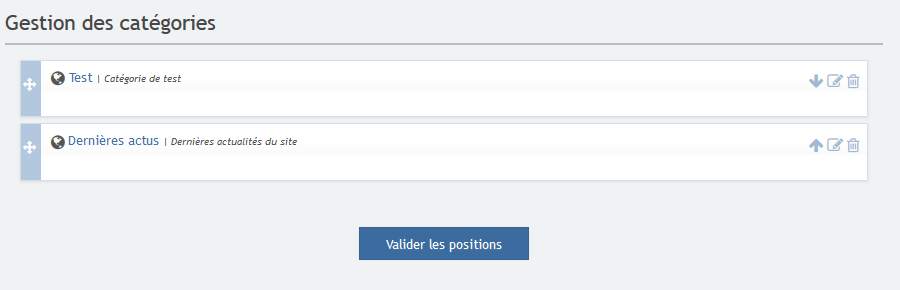 Gestion des catégories
Test | Catégorie de test
Dernières actus | Dernières actualités du site
Valider les positions